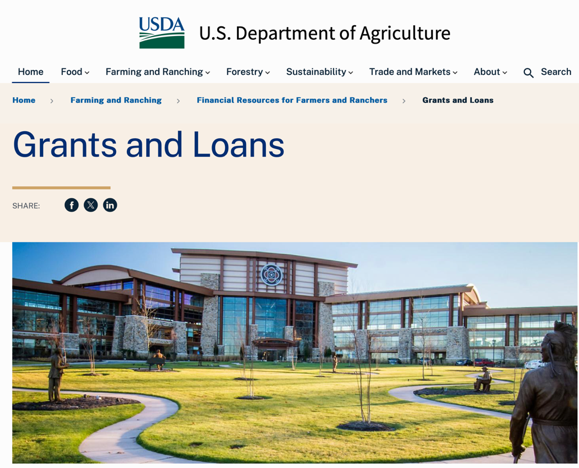 USDA U.S. Department of Agriculture
Home Food Farming and Ranching Forestry Sustainability Trade and Markets About Search
Home > Farming and Ranching > Financial Resources for Farmers and Ranchers > Grants and Loans
Grants and Loans
SHARE: f X in